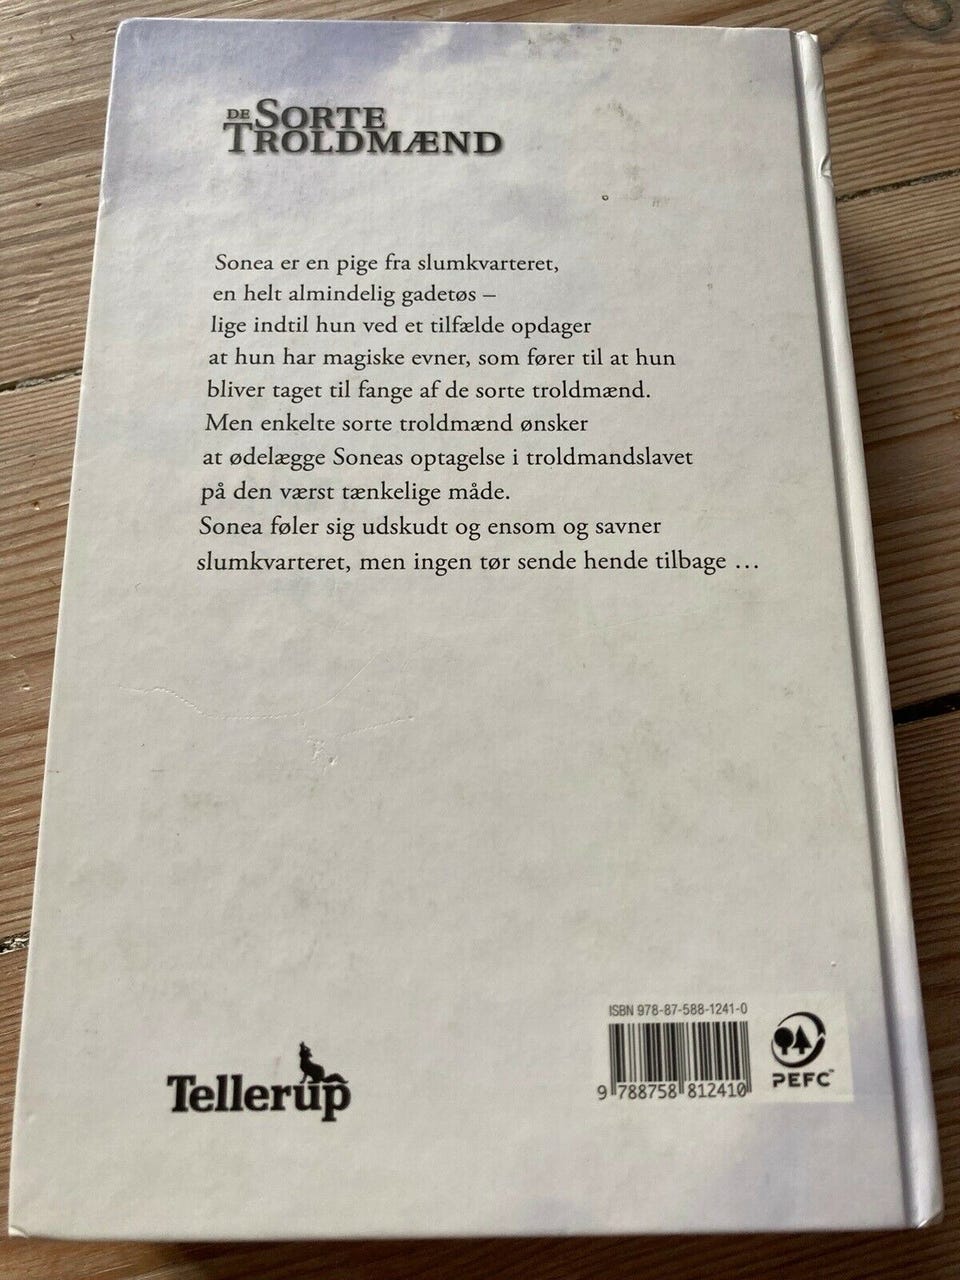 DE SORTE
TROLDMÆND
Sonea er en pige fra slumkvarteret,
en helt almindelig gadetøs –
lige indtil hun ved et tilfælde opdager
at hun har magiske evner, som fører til at hun
bliver taget til fange af de sorte troldmænd.
Men enkelte sorte troldmænd ønsker
at ødelægge Soneas optagelse i troldmandslavet
på den værst tænkelige måde.
Sonea føler sig udskudt og ensom og savner
slumkvarteret, men ingen tør sende hende tilbage …
ISBN 978-87-588-1241-0
9 788758 812410
PEFC™
Tellerup